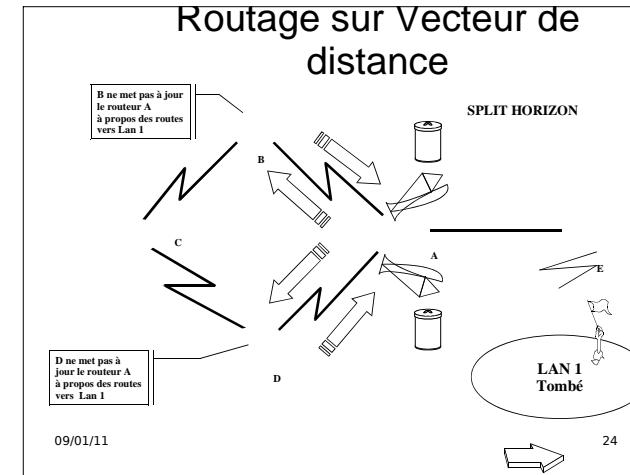 Routage sur Vecteur de
distance
B ne met pas à jour
le routeur A
à propos des routes
vers Lan 1
SPLIT HORIZON
B
C
A
E
D ne met pas à
jour le routeur A
à propos des routes
vers Lan 1
D
LAN 1
Tombé
09/01/11
24